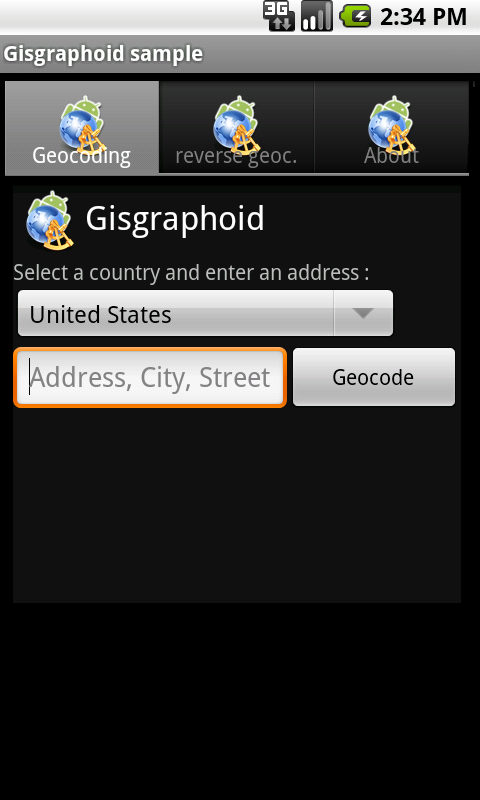 3G 2:34 PM
Gisgraphoid sample
Geocoding reverse geoc. About
Gisgraphoid
Select a country and enter an address :
United States
Address, City, Street Geocode